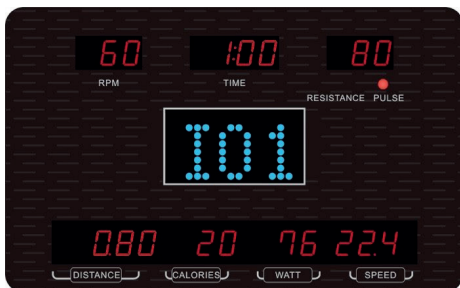 60 1:00 80
RPM TIME
RESISTANCE PULSE
I01
0.80 20 76 22.4
DISTANCE CALORIES WATT SPEED